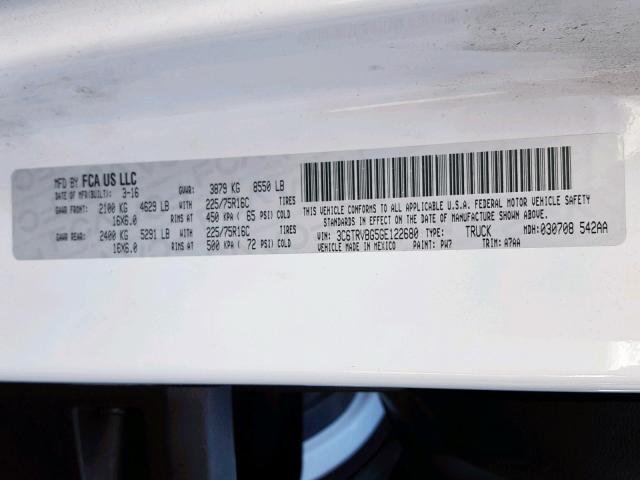 MFD BY FCA US LLC
DATE OF MFD(BUILT): 3-16 GVWR: 3879 KG 8550 LB
GAWR FRONT: 2100 KG 4629 LB WITH 225/75R16C TIRES
16X6.0 RIMS AT 450 KPA ( 65 PSI) COLD
GAWR REAR: 2400 KG 5291 LB WITH 225/75R16C TIRES
16X6.0 RIMS AT 500 KPA ( 72 PSI) COLD
THIS VEHICLE CONFORMS TO ALL APPLICABLE U.S.A. FEDERAL MOTOR VEHICLE SAFETY
STANDARDS IN EFFECT ON THE DATE OF MANUFACTURE SHOWN ABOVE.
VIN: 3C6TRVBG5GE122680 TYPE: TRUCK MDH: 030708 542AA
VEHICLE MADE IN MEXICO PAINT: PW7 TRIM: A7AA